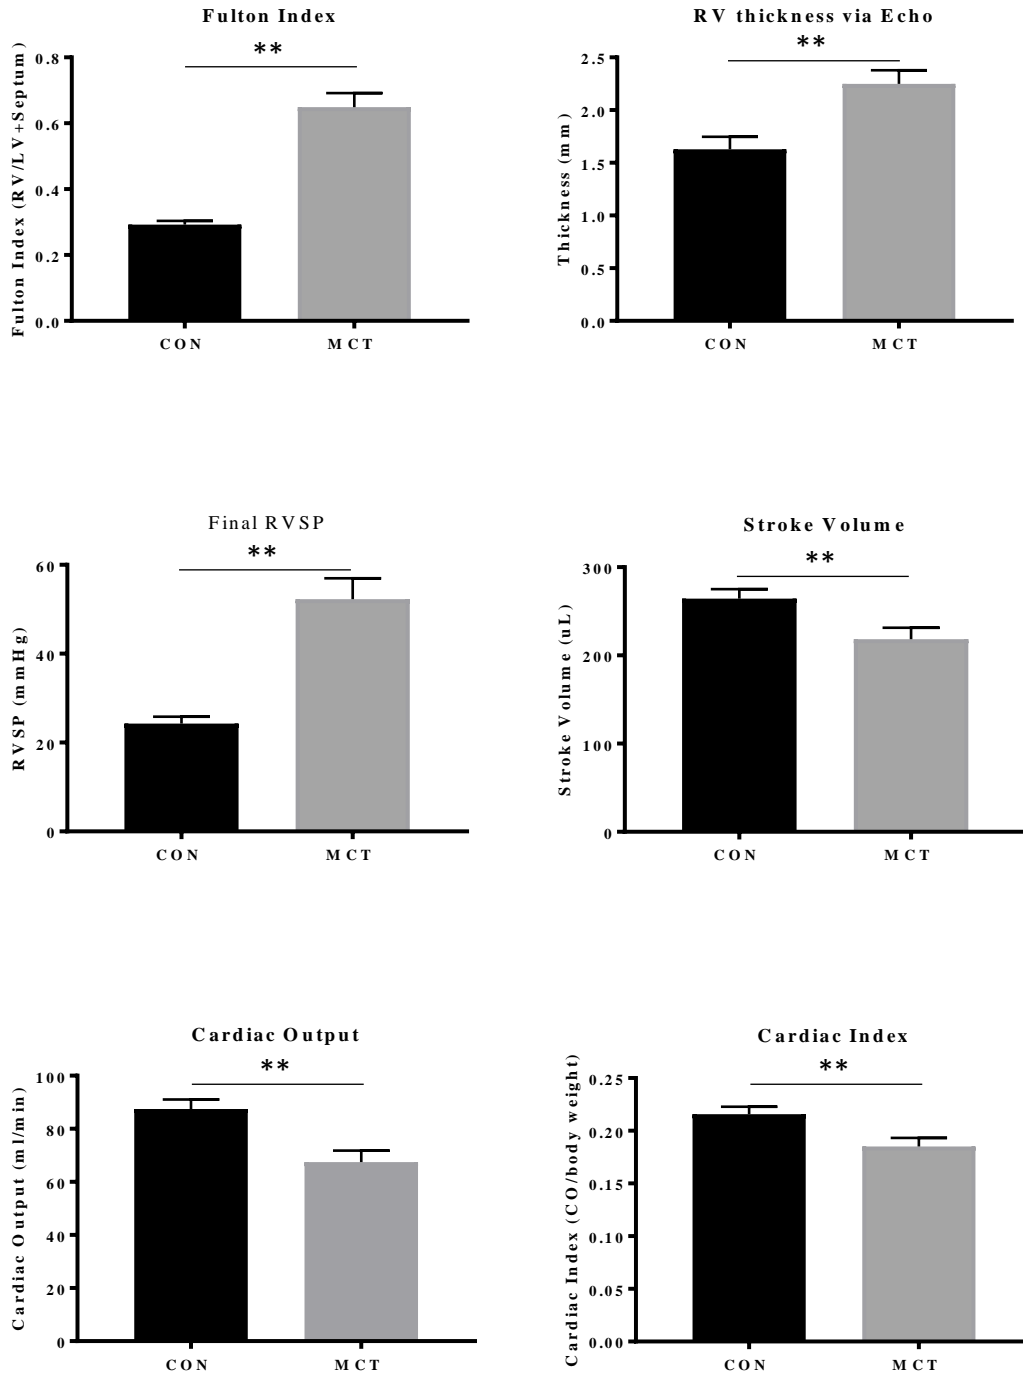 Fulton Index
**
Fulton Index (RV/LV+Septum)
0.8
0.6
0.4
0.2
0.0
CON
MCT
RV thickness via Echo
**
Thickness (mm)
2.5
2.0
1.5
1.0
0.5
0.0
CON
MCT
Final RVSP
**
RVSP (mmHg)
60
40
20
0
CON
MCT
Stroke Volume
**
Stroke Volume (uL)
300
200
100
0
CON
MCT
Cardiac Output
**
Cardiac Output (ml/min)
100
80
60
40
20
0
CON
MCT
Cardiac Index
**
Cardiac Index (CO/body weight)
0.25
0.20
0.15
0.10
0.05
0.00
CON
MCT